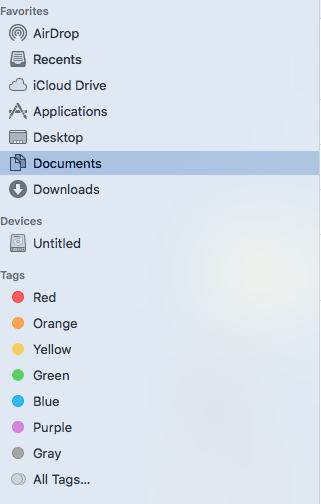 Favorites
AirDrop
Recents
iCloud Drive
Applications
Desktop
Documents
Downloads
Devices
Untitled
Tags
Red
Orange
Yellow
Green
Blue
Purple
Gray
All Tags...